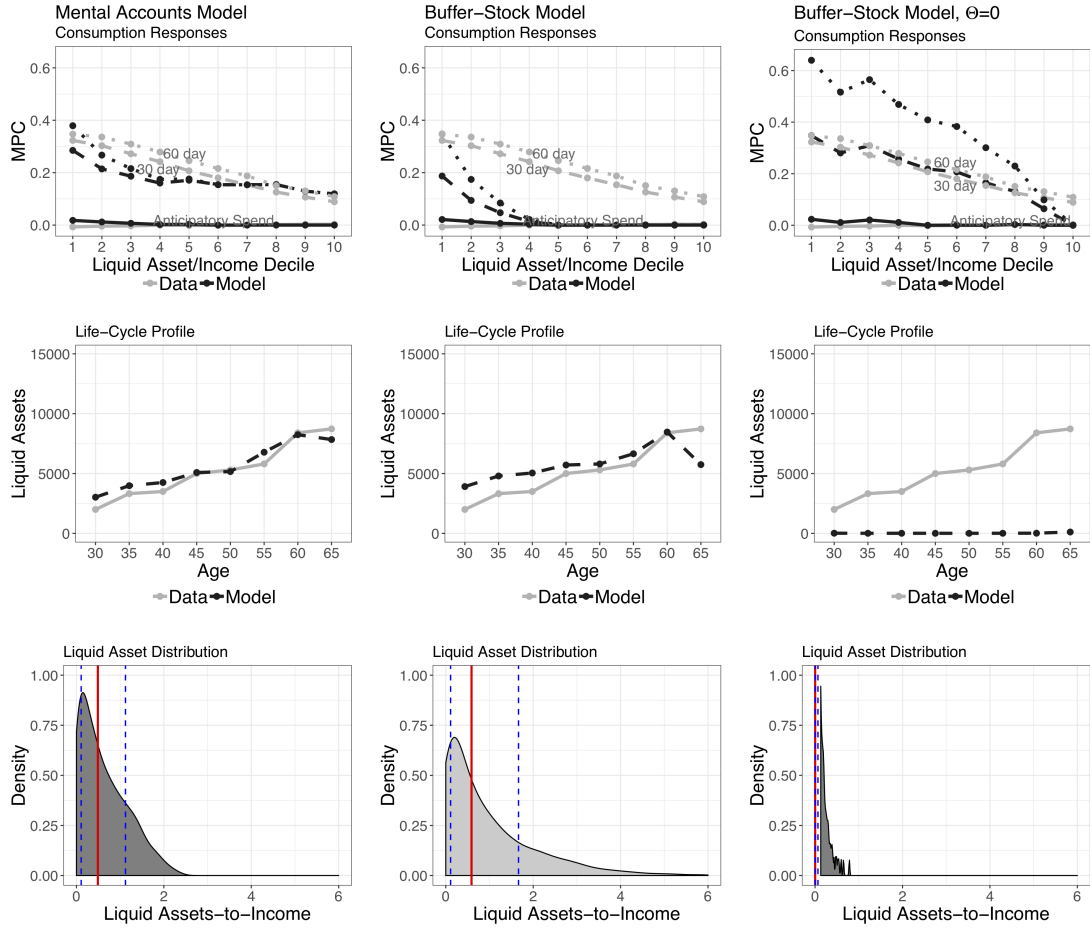 Mental Accounts Model
Consumption Responses
0.6
0.4
0.2
0.0
MPC
60 day
30 day
Anticipatory Spend
1 2 3 4 5 6 7 8 9 10
Liquid Asset/Income Decile
Data Model
Buffer−Stock Model
Consumption Responses
0.6
0.4
0.2
0.0
MPC
60 day
30 day
Anticipatory Spend
1 2 3 4 5 6 7 8 9 10
Liquid Asset/Income Decile
Data Model
Buffer−Stock Model, Θ=0
Consumption Responses
0.6
0.4
0.2
0.0
MPC
60 day
30 day
Anticipatory Spend
1 2 3 4 5 6 7 8 9 10
Liquid Asset/Income Decile
Data Model
Life−Cycle Profile
15000
10000
5000
0
Liquid Assets
30 35 40 45 50 55 60 65
Age
Data Model
Life−Cycle Profile
15000
10000
5000
0
Liquid Assets
30 35 40 45 50 55 60 65
Age
Data Model
Life−Cycle Profile
15000
10000
5000
0
Liquid Assets
30 35 40 45 50 55 60 65
Age
Data Model
Liquid Asset Distribution
1.00
0.75
0.50
0.25
0.00
Density
0 2 4 6
Liquid Assets−to−Income
Liquid Asset Distribution
1.00
0.75
0.50
0.25
0.00
Density
0 2 4 6
Liquid Assets−to−Income
Liquid Asset Distribution
1.00
0.75
0.50
0.25
0.00
Density
0 2 4 6
Liquid Assets−to−Income